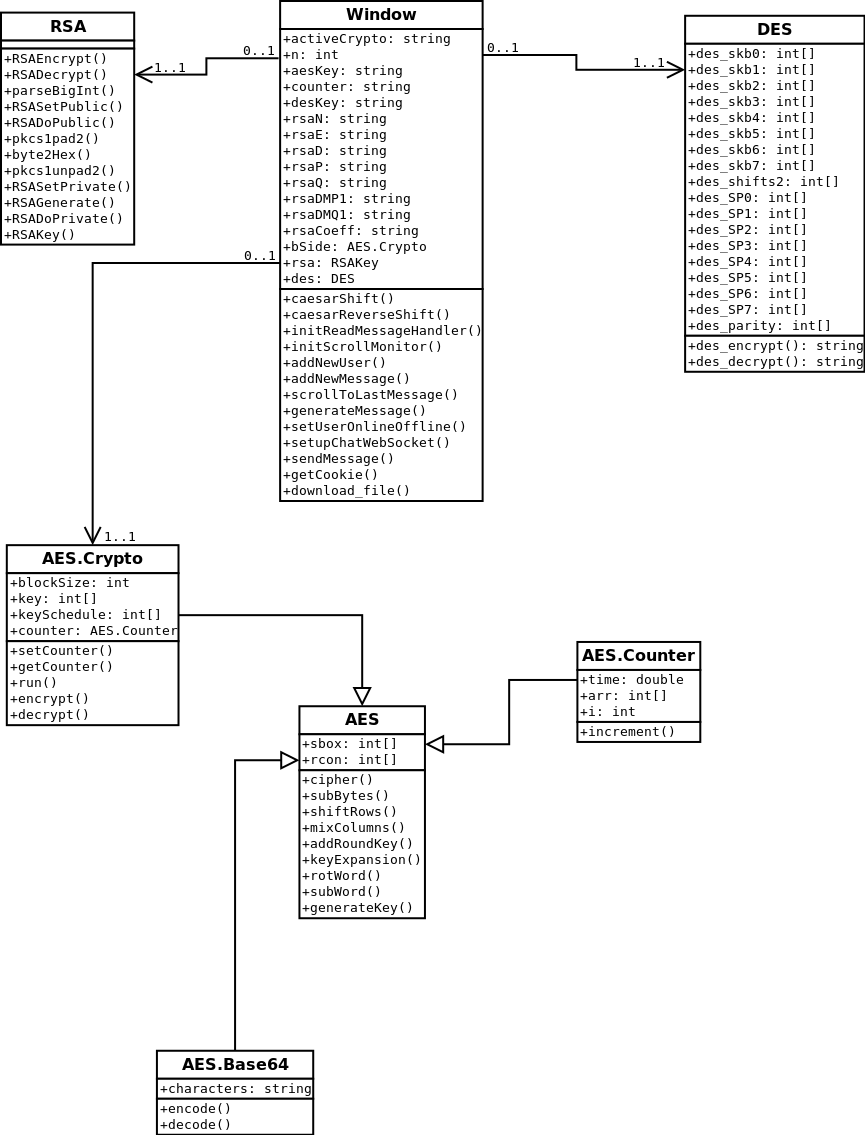 RSA
+RSAEncrypt()
+RSADecrypt()
+parseBigInt()
+RSASetPublic()
+RSADoPublic()
+pkcs1pad2()
+byte2Hex()
+pkcs1unpad2()
+RSASetPrivate()
+RSAGenerate()
+RSADoPrivate()
+RSAKey()
1..1
0..1
Window
+activeCrypto: string
+n: int
+aesKey: string
+counter: string
+desKey: string
+rsaN: string
+rsaE: string
+rsaD: string
+rsaP: string
+rsaQ: string
+rsaDMP1: string
+rsaDMQ1: string
+rsaCoeff: string
+bSide: AES.Crypto
+rsa: RSAKey
+des: DES
+caesarShift()
+caesarReverseShift()
+initReadMessageHandler()
+initScrollMonitor()
+addNewUser()
+addNewMessage()
+scrollToLastMessage()
+generateMessage()
+setUserOnlineOffline()
+setupChatWebSocket()
+sendMessage()
+getCookie()
+download_file()
0..1
1..1
DES
+des_skb0: int[]
+des_skb1: int[]
+des_skb2: int[]
+des_skb3: int[]
+des_skb4: int[]
+des_skb5: int[]
+des_skb6: int[]
+des_skb7: int[]
+des_shifts2: int[]
+des_SP0: int[]
+des_SP1: int[]
+des_SP2: int[]
+des_SP3: int[]
+des_SP4: int[]
+des_SP5: int[]
+des_SP6: int[]
+des_SP7: int[]
+des_parity: int[]
+des_encrypt(): string
+des_decrypt(): string
0..1
1..1
AES.Crypto
+blockSize: int
+key: int[]
+keySchedule: int[]
+counter: AES.Counter
+setCounter()
+getCounter()
+run()
+encrypt()
+decrypt()
AES.Counter
+time: double
+arr: int[]
+i: int
+increment()
AES
+sbox: int[]
+rcon: int[]
+cipher()
+subBytes()
+shiftRows()
+mixColumns()
+addRoundKey()
+keyExpansion()
+rotWord()
+subWord()
+generateKey()
AES.Base64
+characters: string
+encode()
+decode()